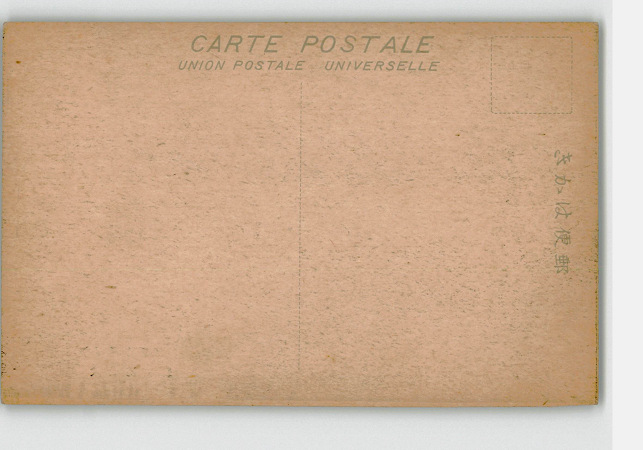 CARTE POSTALE
UNION POSTALE UNIVERSELLE
きかは便郵